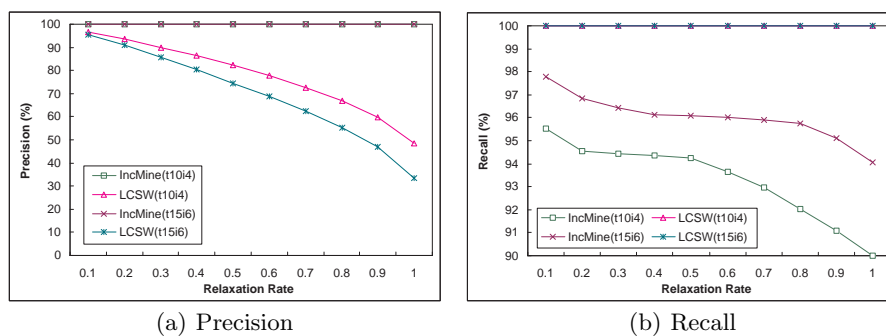 100
90
80
70
60
50
40
30
20
10
0
Precision (%)
IncMine(t10i4)
LCSW(t10i4)
IncMine(t15i6)
LCSW(t15i6)
0.1 0.2 0.3 0.4 0.5 0.6 0.7 0.8 0.9 1
Relaxation Rate
(a) Precision
100
99
98
97
96
95
94
93
92
91
90
Recall (%)
IncMine(t10i4) LCSW(t10i4)
IncMine(t15i6) LCSW(t15i6)
0.1 0.2 0.3 0.4 0.5 0.6 0.7 0.8 0.9 1
Relaxation Rate
(b) Recall